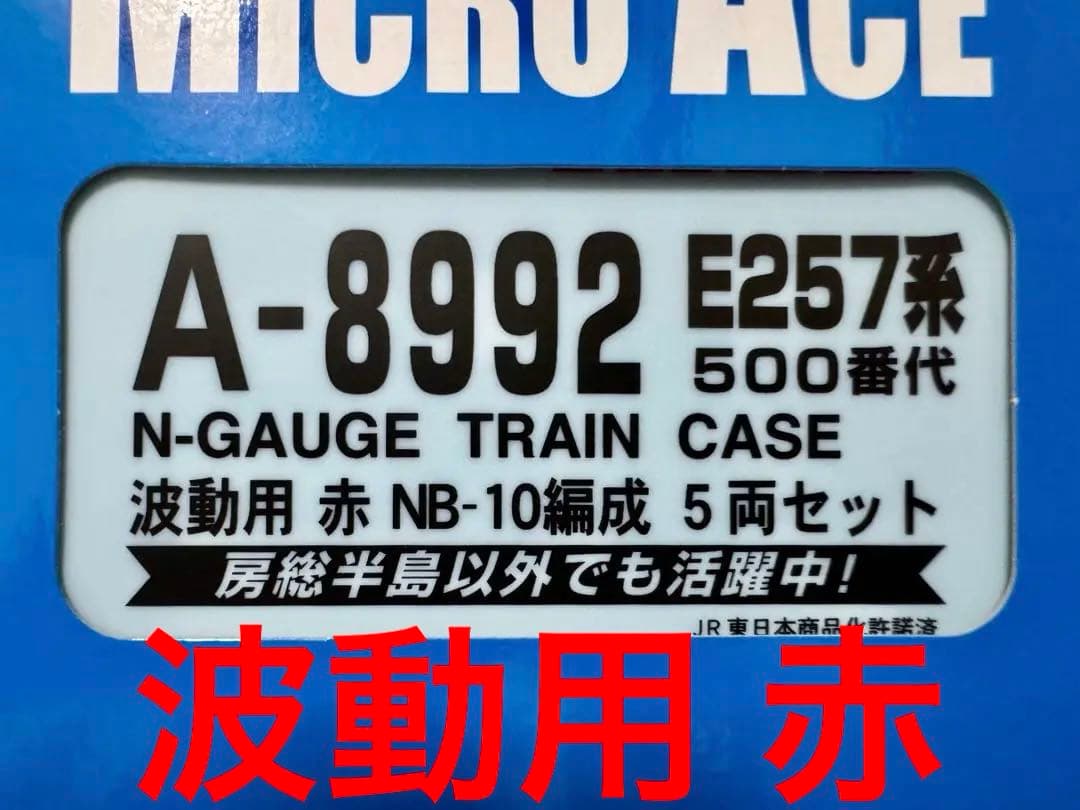 MICRO ACE
A-8992 E257系
500番代
N-GAUGE TRAIN CASE
波動用 赤 NB-10編成 5両セット
房総半島以外でも活躍中!
JR東日本商品化許諾済
波動用 赤